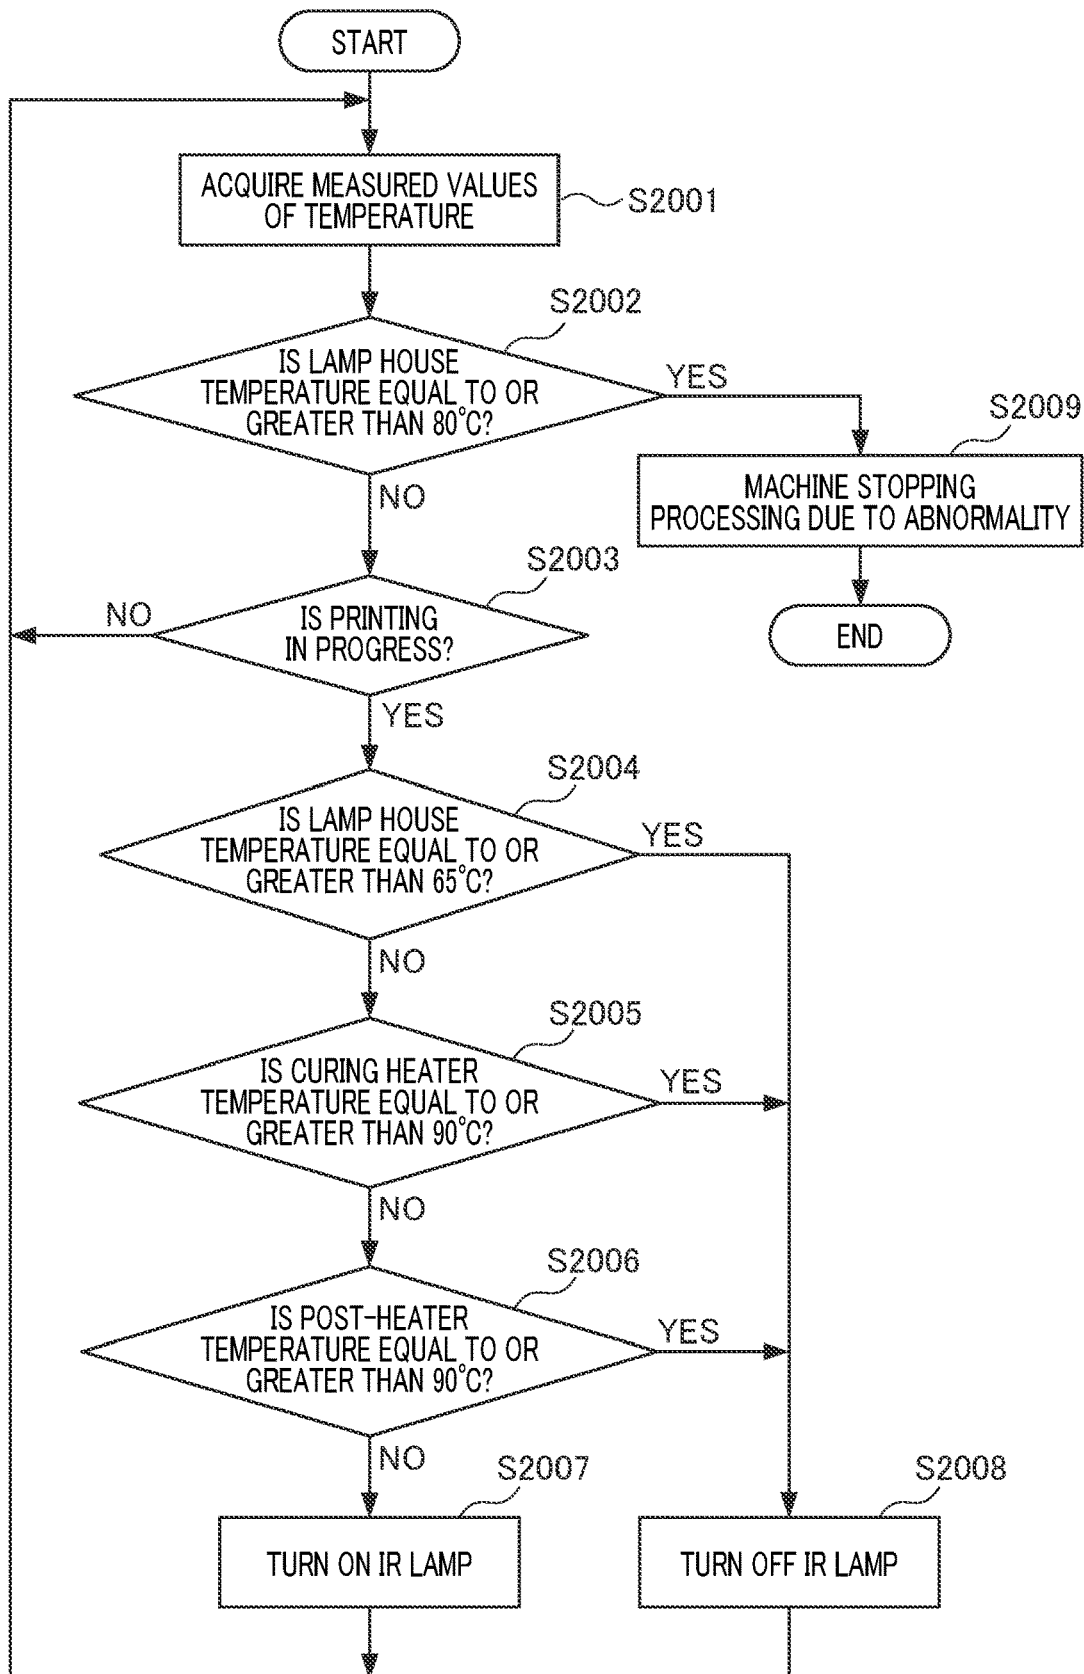 START
ACQUIRE MEASURED VALUES
OF TEMPERATURE
S2001
S2002
IS LAMP HOUSE
TEMPERATURE EQUAL TO OR
GREATER THAN 80°C?
YES
NO
S2009
MACHINE STOPPING
PROCESSING DUE TO ABNORMALITY
END
S2003
IS PRINTING
IN PROGRESS?
NO
YES
S2004
IS LAMP HOUSE
TEMPERATURE EQUAL TO OR
GREATER THAN 65°C?
YES
NO
S2005
IS CURING HEATER
TEMPERATURE EQUAL TO OR
GREATER THAN 90°C?
YES
NO
S2006
IS POST-HEATER
TEMPERATURE EQUAL TO OR
GREATER THAN 90°C?
YES
NO
S2007
TURN ON IR LAMP
S2008
TURN OFF IR LAMP